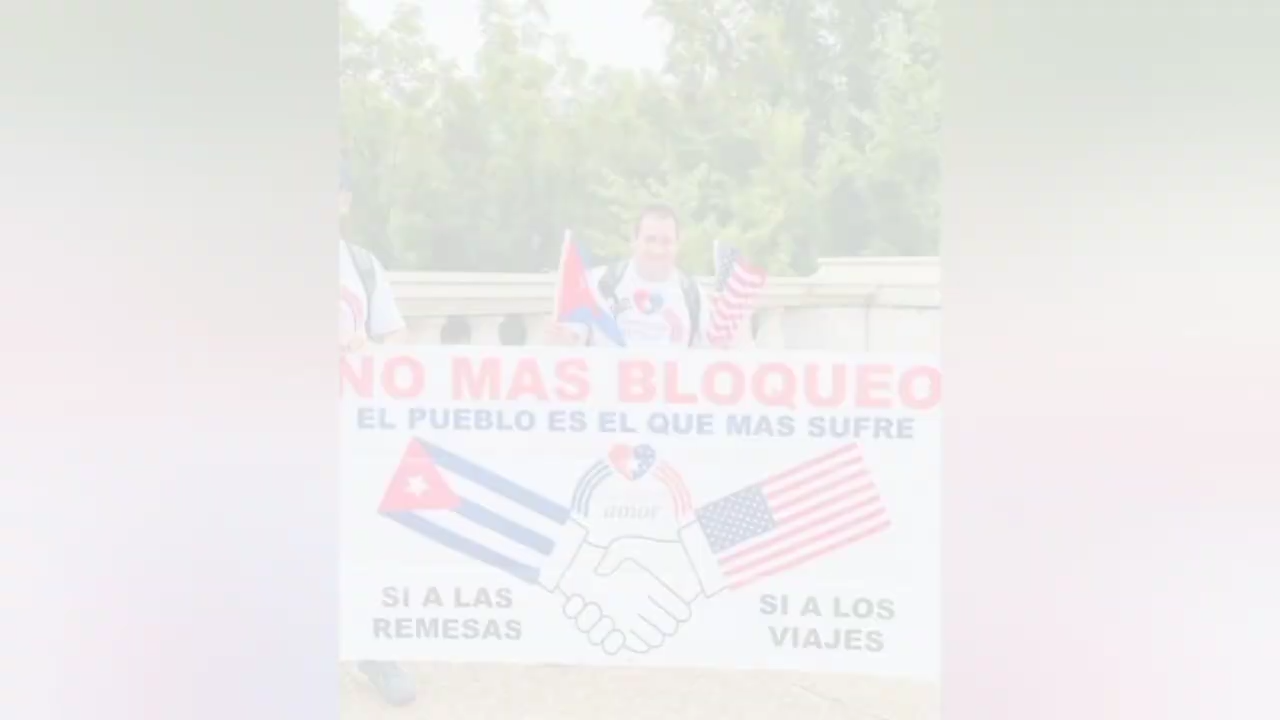 NO MAS BLOQUEO
EL PUEBLO ES EL QUE MAS SUFRE
amor
SI A LAS
REMESAS
SI A LOS
VIAJES